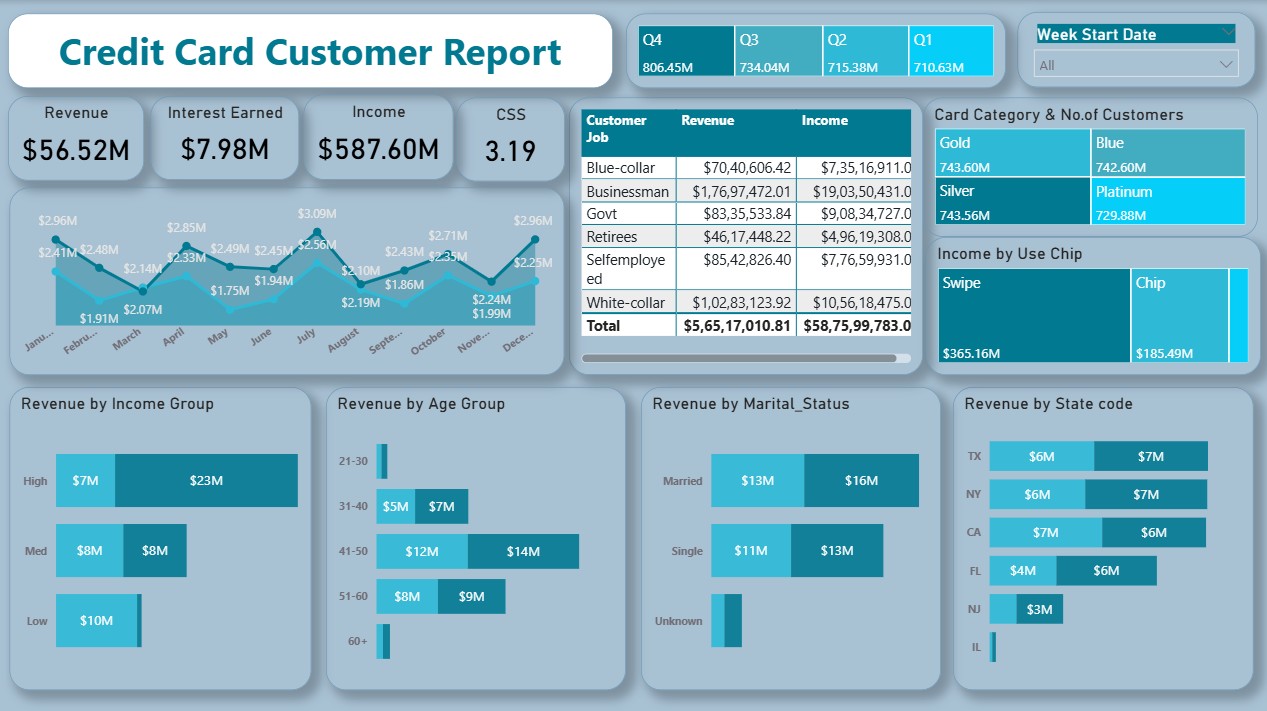 Credit Card Customer Report
Q4
806.45M
Q3
734.04M
Q2
715.38M
Q1
710.63M
Week Start Date
All
Revenue
$56.52M
Interest Earned
$7.98M
Income
$587.60M
CSS
3.19
$2.96M
$2.48M
$2.14M
$2.85M
$2.49M
$2.45M
$3.09M
$2.10M
$2.43M
$2.71M
$2.24M
$2.96M
$2.41M
$1.91M
$2.07M
$2.33M
$1.75M
$1.94M
$2.56M
$2.19M
$1.86M
$2.35M
$1.99M
$2.25M
Janu...
Febru...
March
April
May
June
July
August
Septe...
October
Nove...
Dece...
Customer Revenue Income
Job
Blue-collar $70,40,606.42 $7,35,16,911.0
Businessman $1,76,97,472.01 $19,03,50,431.0
Govt $83,35,533.84 $9,08,34,727.0
Retirees $46,17,448.22 $4,96,19,308.0
Selfemploye $85,42,826.40 $7,76,59,931.0
ed
White-collar $1,02,83,123.92 $10,56,18,475.0
Total $5,65,17,010.81 $58,75,99,783.0
Card Category & No.of Customers
Gold
743.60M
Blue
742.60M
Silver
743.56M
Platinum
729.88M
Income by Use Chip
Swipe
$365.16M
Chip
$185.49M
Revenue by Income Group
High $7M $23M
Med $8M $8M
Low $10M
Revenue by Age Group
21-30
31-40 $5M $7M
41-50 $12M $14M
51-60 $8M $9M
60+
Revenue by Marital_Status
Married $13M $16M
Single $11M $13M
Unknown
Revenue by State code
TX $6M $7M
NY $6M $7M
CA $7M $6M
FL $4M $6M
NJ $3M
IL